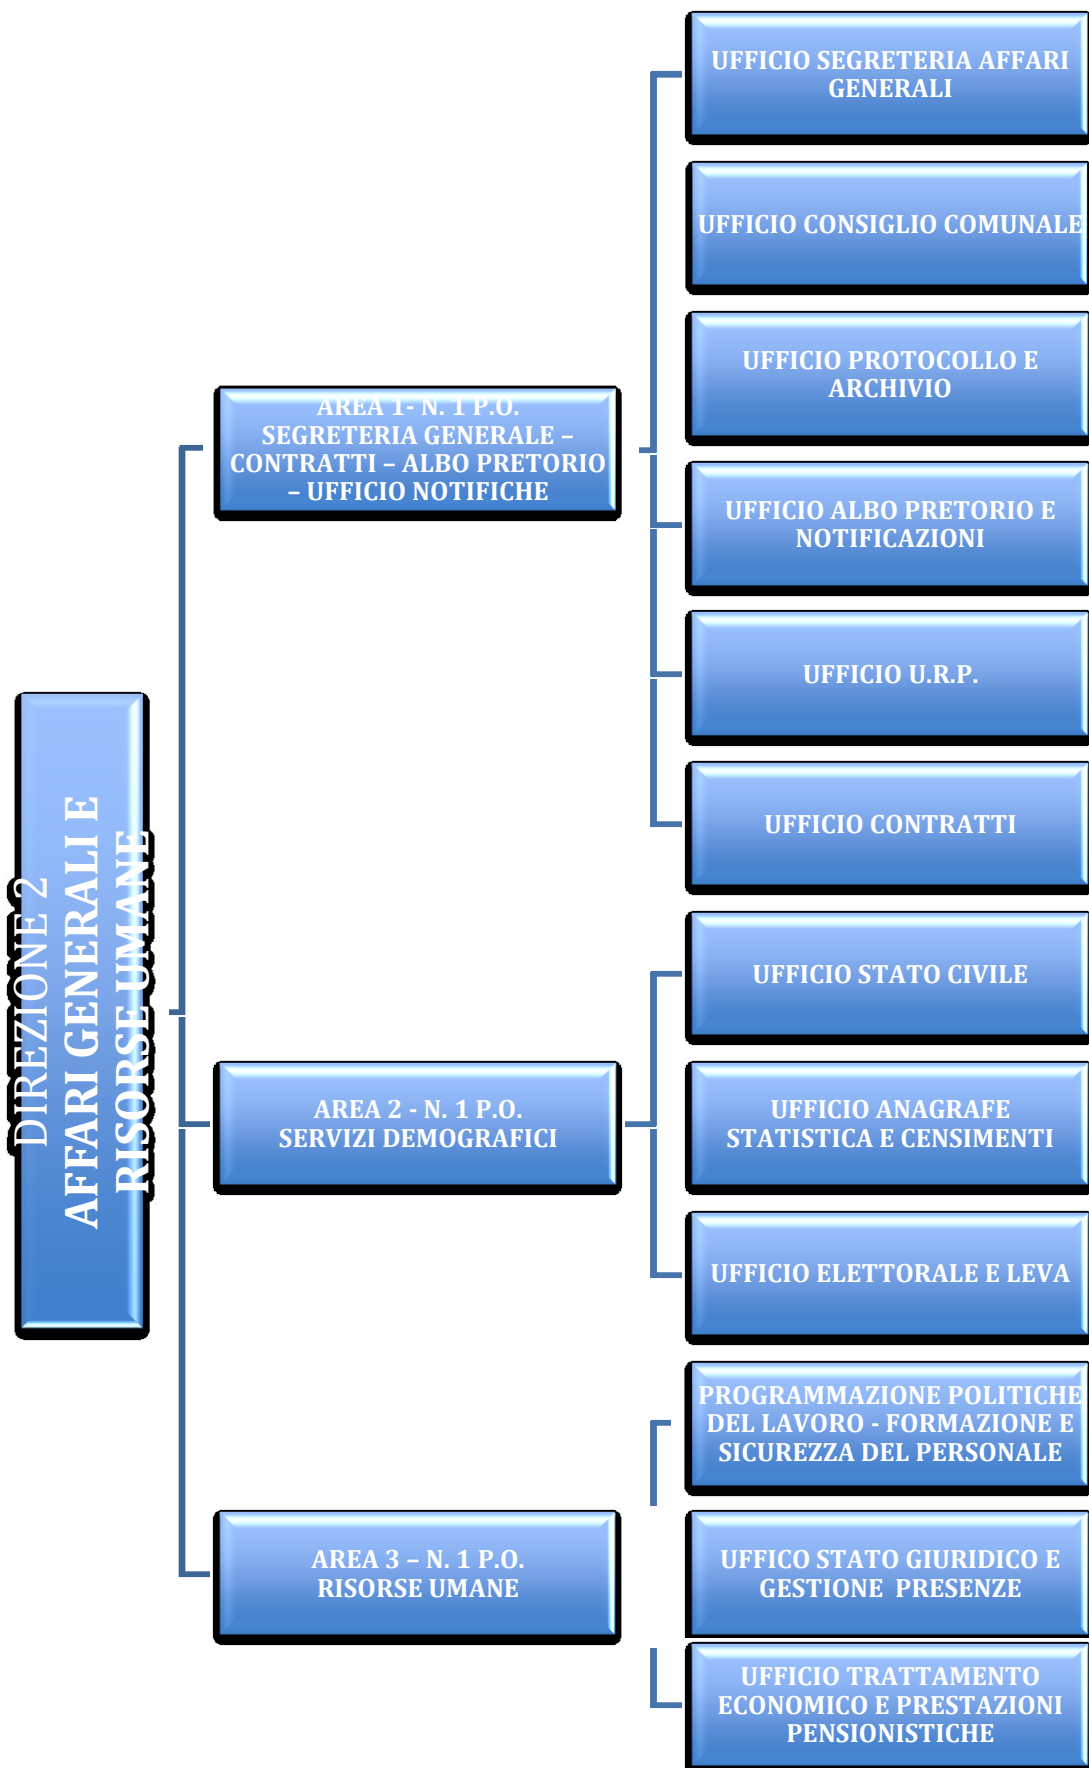 DIREZIONE 2
AFFARI GENERALI E
RISORSE UMANE
AREA 1- N. 1 P.O.
SEGRETERIA GENERALE –
CONTRATTI – ALBO PRETORIO
– UFFICIO NOTIFICHE
UFFICIO SEGRETERIA AFFARI
GENERALI
UFFICIO CONSIGLIO COMUNALE
UFFICIO PROTOCOLLO E
ARCHIVIO
UFFICIO ALBO PRETORIO E
NOTIFICAZIONI
UFFICIO U.R.P.
UFFICIO CONTRATTI
AREA 2 - N. 1 P.O.
SERVIZI DEMOGRAFICI
UFFICIO STATO CIVILE
UFFICIO ANAGRAFE
STATISTICA E CENSIMENTI
UFFICIO ELETTORALE E LEVA
AREA 3 – N. 1 P.O.
RISORSE UMANE
PROGRAMMAZIONE POLITICHE
DEL LAVORO - FORMAZIONE E
SICUREZZA DEL PERSONALE
UFFICO STATO GIURIDICO E
GESTIONE  PRESENZE
UFFICIO TRATTAMENTO
ECONOMICO E PRESTAZIONI
PENSIONISTICHE